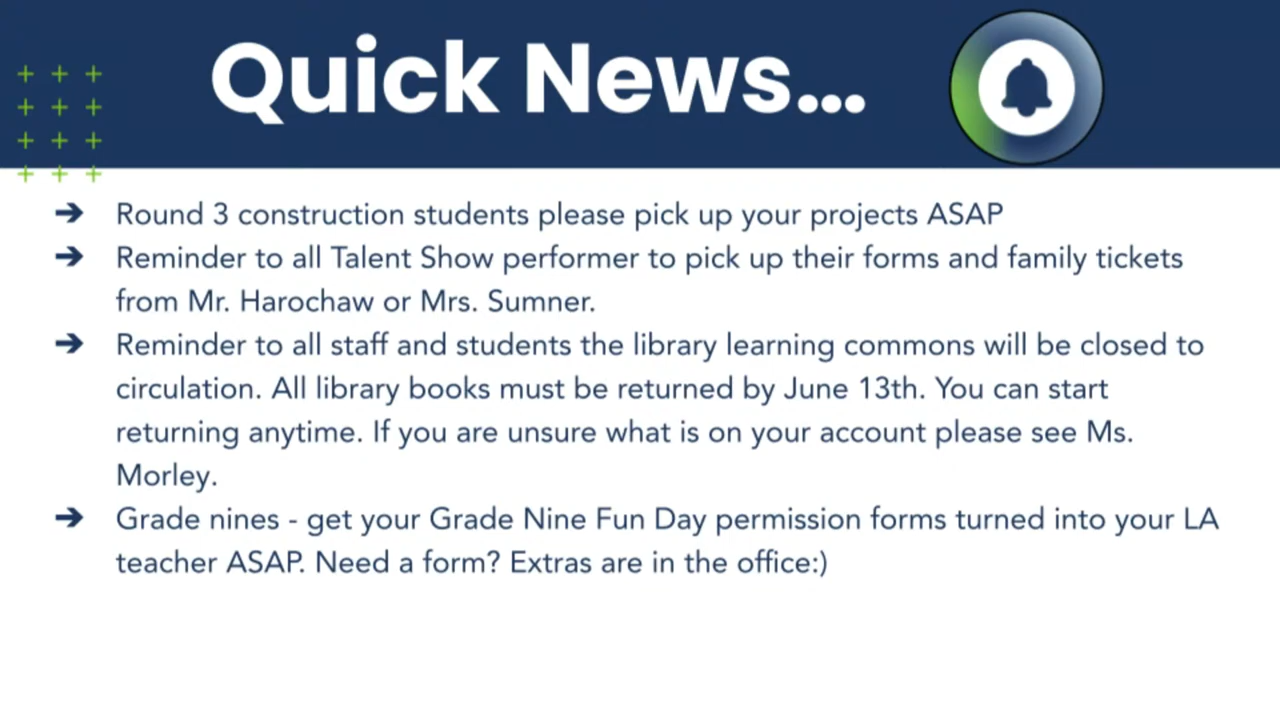 Quick News...
➔ Round 3 construction students please pick up your projects ASAP
➔ Reminder to all Talent Show performer to pick up their forms and family tickets
from Mr. Harochaw or Mrs. Sumner.
➔ Reminder to all staff and students the library learning commons will be closed to
circulation. All library books must be returned by June 13th. You can start
returning anytime. If you are unsure what is on your account please see Ms.
Morley.
➔ Grade nines - get your Grade Nine Fun Day permission forms turned into your LA
teacher ASAP. Need a form? Extras are in the office:)